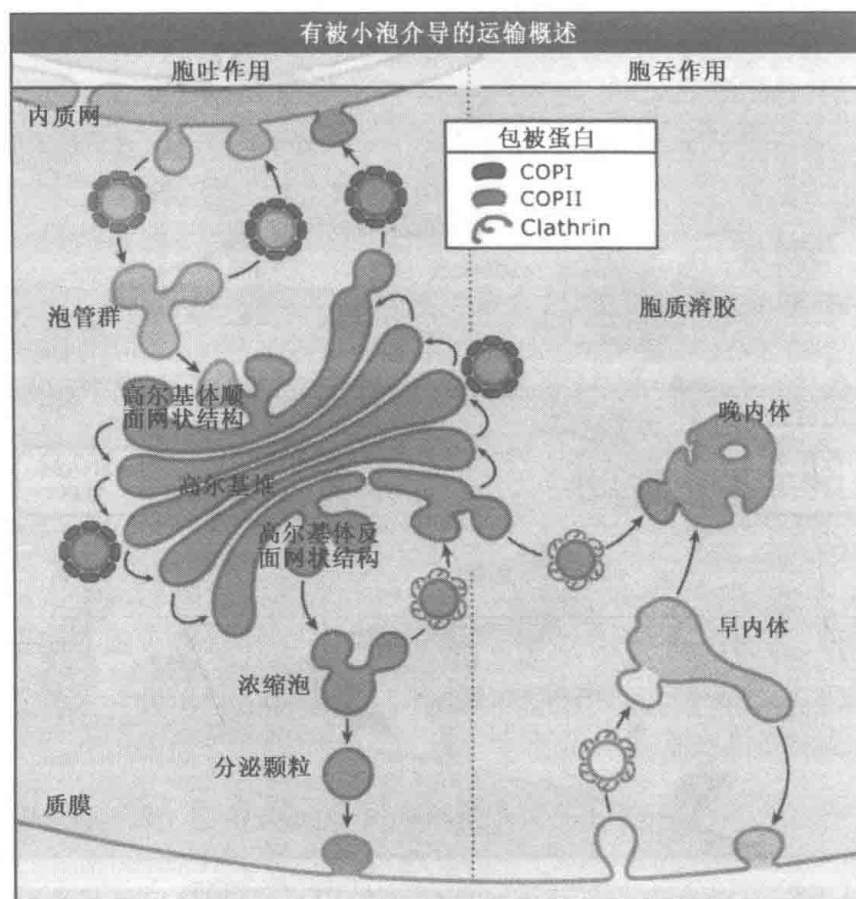 有被小泡介导的运输概述
胞吐作用
胞吞作用
内质网
包被蛋白
COPI
COPII
Clathrin
泡管群
胞质溶胶
高尔基体顺
面网状结构
晚内体
高尔基堆
高尔基体反
面网状结构
早内体
浓缩泡
分泌颗粒
质膜